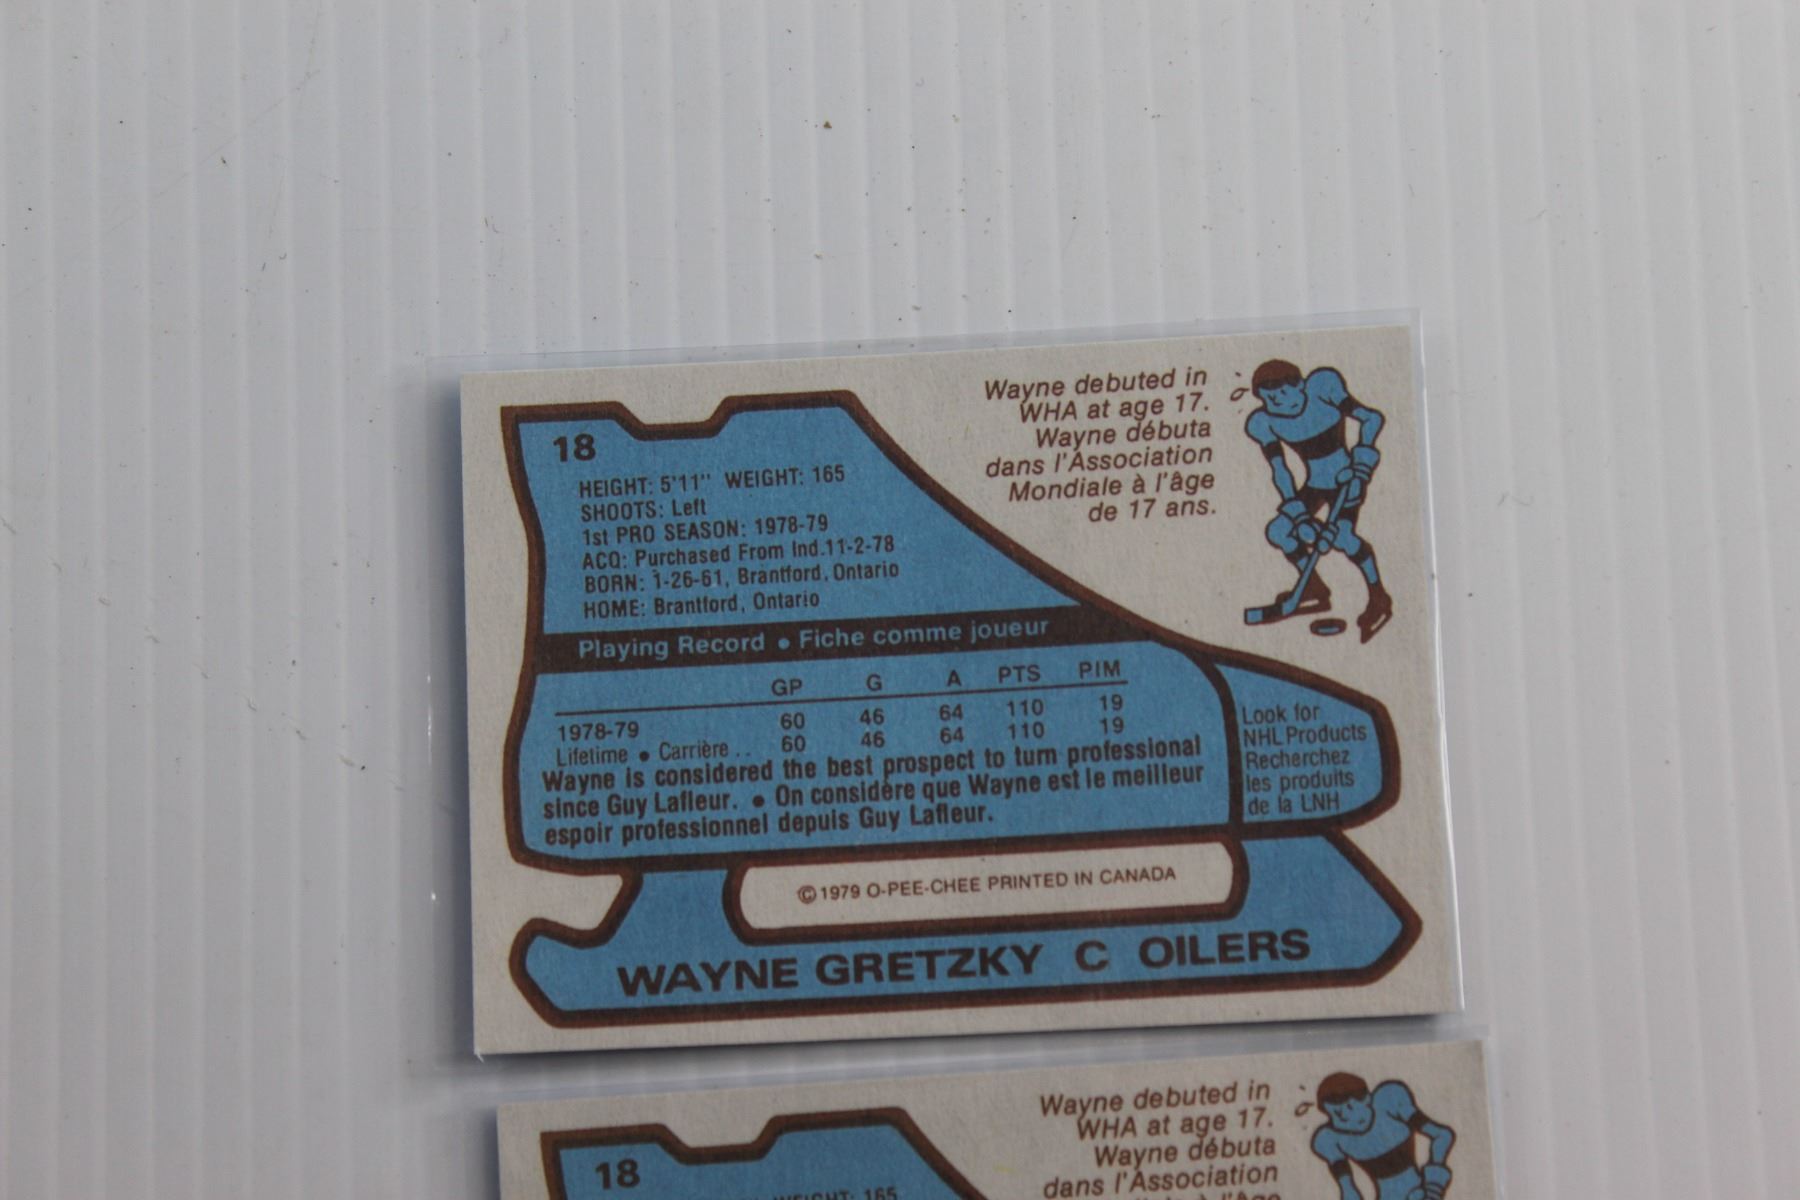 18
HEIGHT: 5'11" WEIGHT: 165
SHOOTS: Left
1st PRO SEASON: 1978-79
ACQ: Purchased From Ind.11-2-78
BORN: 1-26-61, Brantford, Ontario
HOME: Brantford, Ontario
Wayne debuted in
WHA at age 17.
Wayne débuta
dans l'Association
Mondiale à l'âge
de 17 ans.
Playing Record • Fiche comme joueur
GP G A PTS PIM
1978-79 60 46 64 110 19
Lifetime • Carrière .. 60 46 64 110 19
Wayne is considered the best prospect to turn professional
since Guy Lafleur. • On considère que Wayne est le meilleur
espoir professionnel depuis Guy Lafleur.
Look for
NHL Products
Recherchez
les produits
de la LNH
© 1979 O-PEE-CHEE PRINTED IN CANADA
WAYNE GRETZKY C OILERS
Wayne debuted in
WHA at age 17.
Wayne débuta
dans l'Association
18
WEIGHT: 165